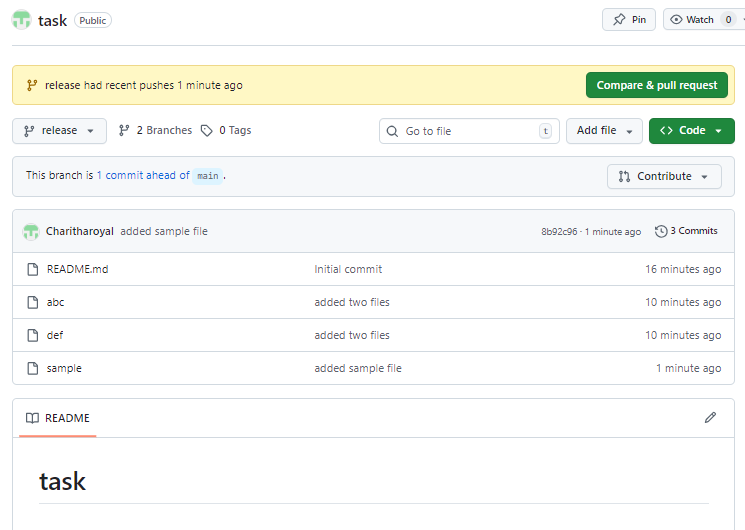 task Public Pin Watch 0
release had recent pushes 1 minute ago Compare & pull request
release 2 Branches 0 Tags Go to file t Add file Code
This branch is 1 commit ahead of main . Contribute
Charitharoyal added sample file 8b92c96 · 1 minute ago 3 Commits
README.md Initial commit 16 minutes ago
abc added two files 10 minutes ago
def added two files 10 minutes ago
sample added sample file 1 minute ago
README
task